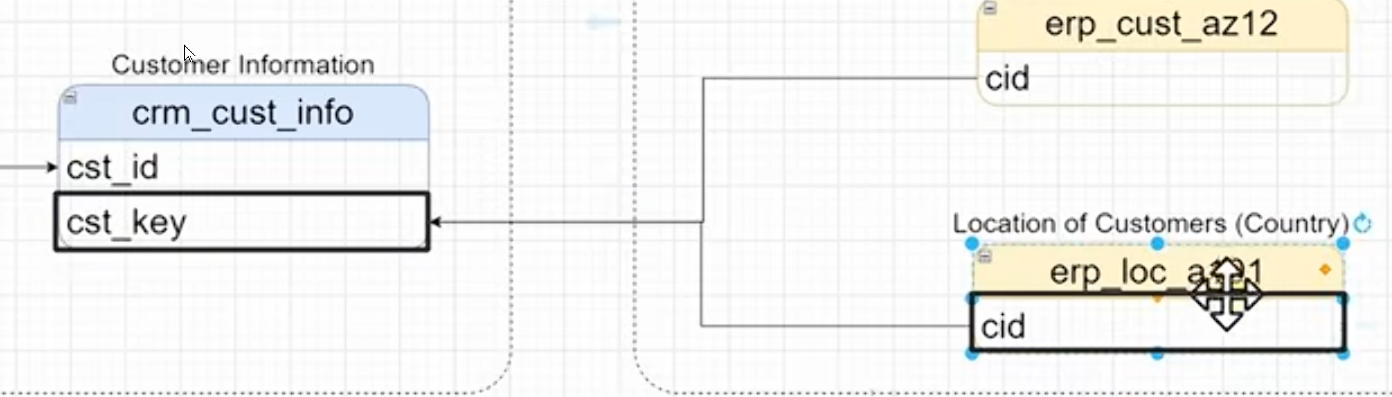 Customer Information
crm_cust_info
cst_id
cst_key
erp_cust_az12
cid
Location of Customers (Country)
cid